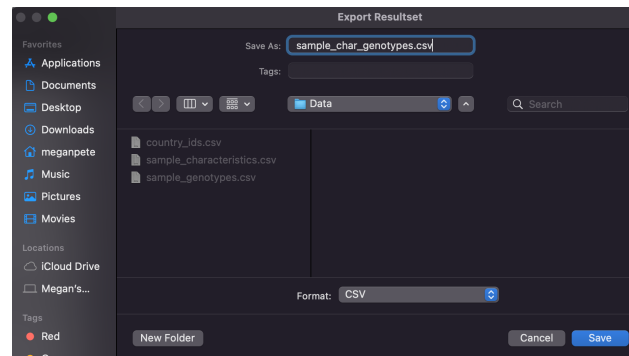 Export Resultset
Favorites
Applications
Documents
Desktop
Downloads
meganpete
Music
Pictures
Movies
Locations
iCloud Drive
Megan's...
Tags
Red
Save As: sample_char_genotypes.csv
Tags:
Data
Search
country_ids.csv
sample_characteristics.csv
sample_genotypes.csv
Format: CSV
New Folder
Cancel
Save